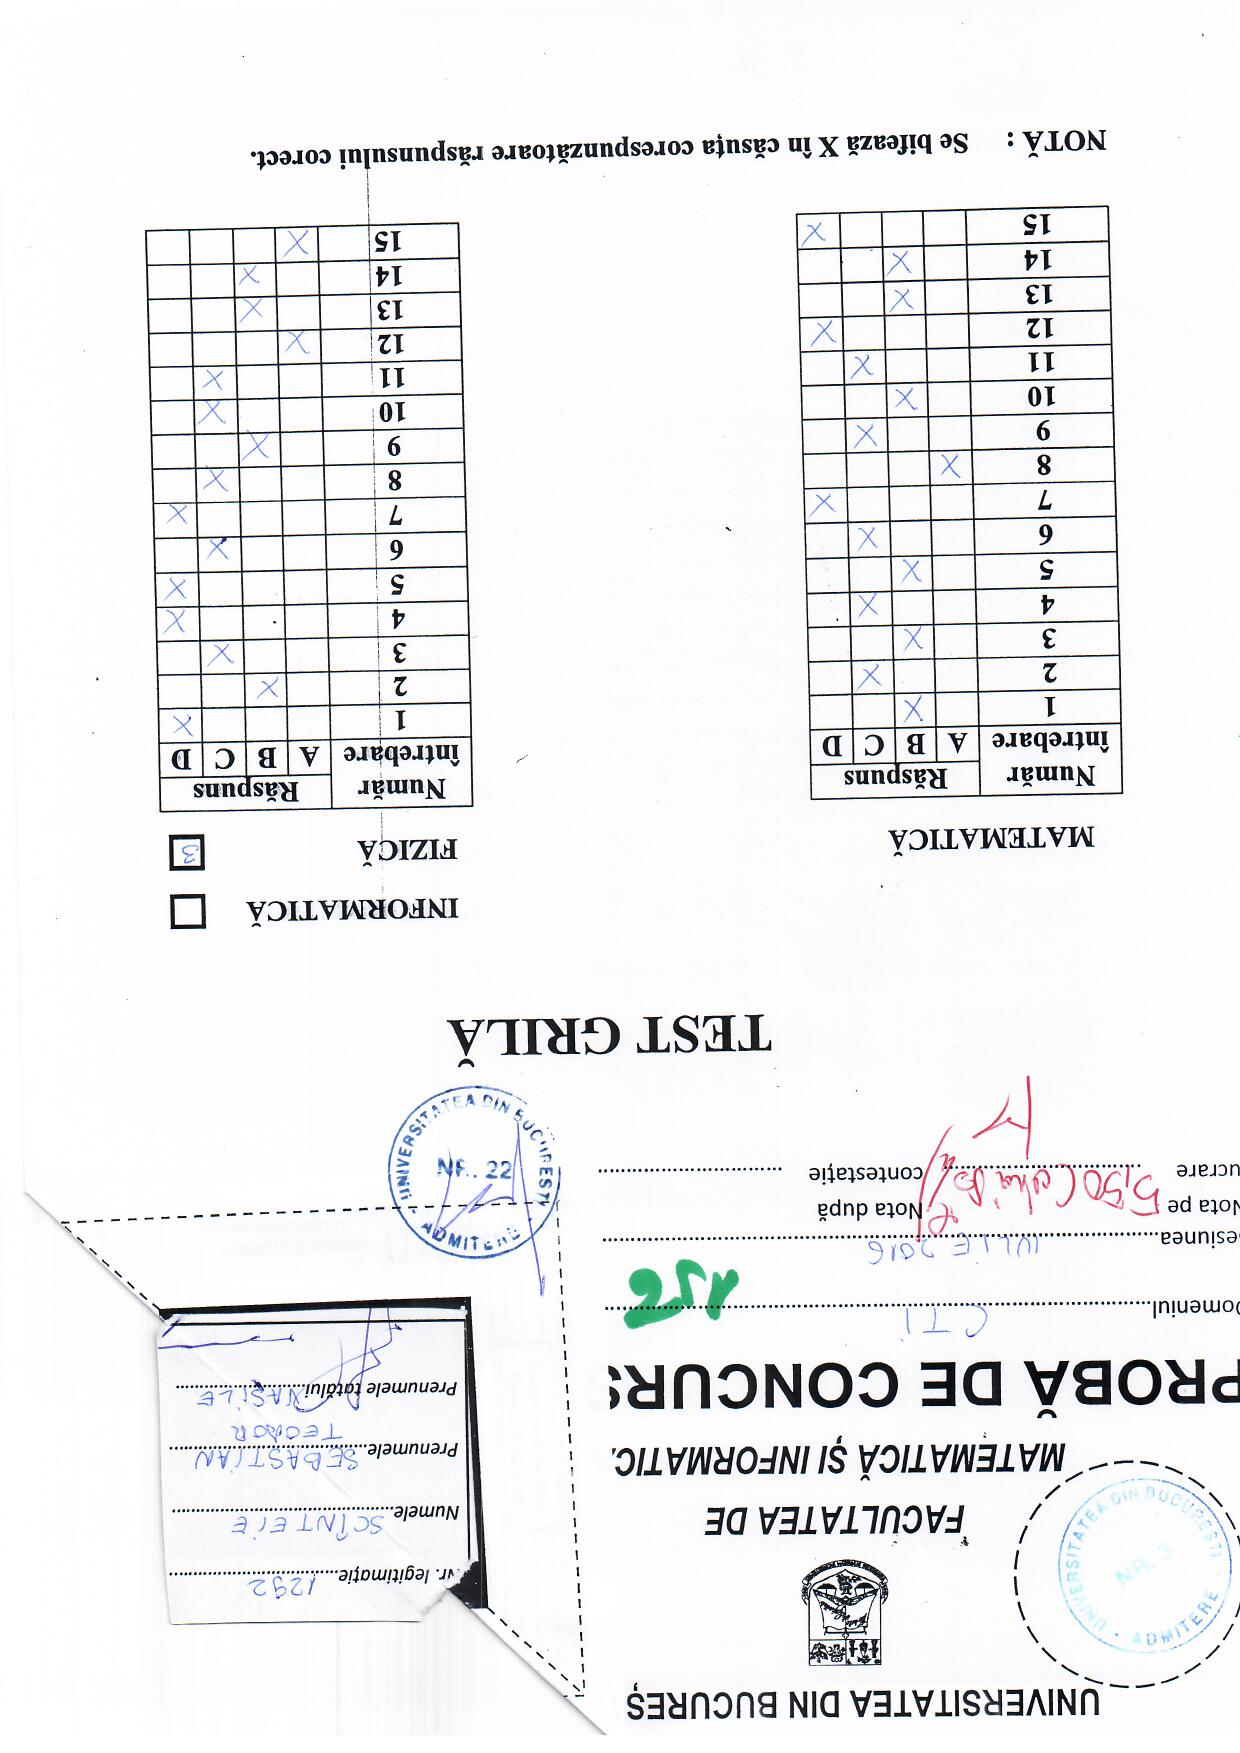 UNIVERSITATEA DIN BUCUREȘ
FACULTATEA DE
MATEMATICĂ ȘI INFORMATIC
PROBĂ DE CONCURS
UNIVERSITATEA DIN BUCUREȘTI
NR. 3
ADMITERE
Nr. legitimație 1292
Numele SCÎNTEIE
Prenumele SEBASTIAN
TEODOR
Prenumele tatălui VASILE
Domeniul CTI
156
Sesiunea IULIE 2016
Nota pe
lucrare 5,50
Nota după
contestație
UNIVERSITATEA DIN BUCUREȘTI
NR. 22
ADMITERE
TEST GRILĂ
INFORMATICĂ
MATEMATICĂ
FIZICĂ 3
Număr întrebare Răspuns
A B C D
1 X
2 X
3 X
4 X
5 X
6 X
7 X
8 X
9 X
10 X
11 X
12 X
13 X
14 X
15 X
Număr întrebare Răspuns
A B C D
1 X
2 X
3 X
4 X
5 X
6 X
7 X
8 X
9 X
10 X
11 X
12 X
13 X
14 X
15 X
NOTĂ : Se bifează X în căsuța corespunzătoare răspunsului corect.